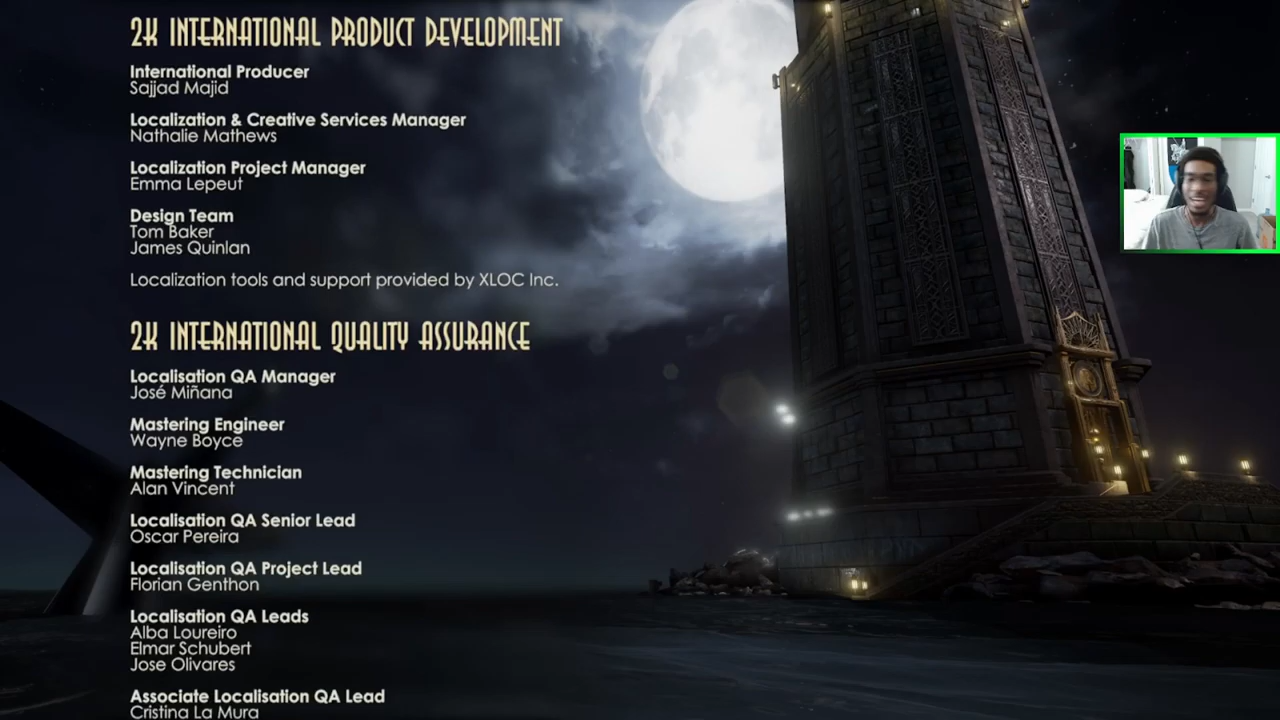 2K INTERNATIONAL PRODUCT DEVELOPMENT
International Producer
Sajjad Majid
Localization & Creative Services Manager
Nathalie Mathews
Localization Project Manager
Emma Lepeut
Design Team
Tom Baker
James Quinlan
Localization tools and support provided by XLOC Inc.
2K INTERNATIONAL QUALITY ASSURANCE
Localisation QA Manager
José Miñana
Mastering Engineer
Wayne Boyce
Mastering Technician
Alan Vincent
Localisation QA Senior Lead
Oscar Pereira
Localisation QA Project Lead
Florian Genthon
Localisation QA Leads
Alba Loureiro
Elmar Schubert
Jose Olivares
Associate Localisation QA Lead
Cristina La Mura